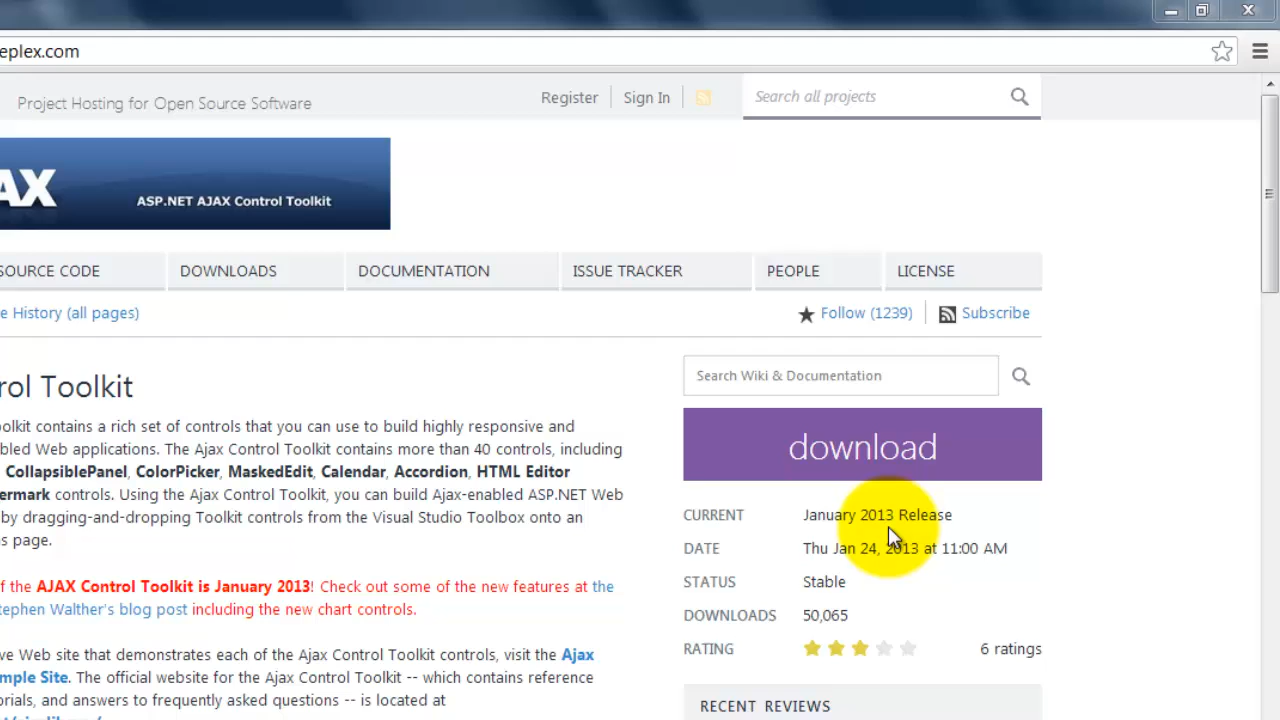 eplex.com
Project Hosting for Open Source Software
Register
Sign In
Search all projects
AX
ASP.NET AJAX Control Toolkit
SOURCE CODE
DOWNLOADS
DOCUMENTATION
ISSUE TRACKER
PEOPLE
LICENSE
e History (all pages)
Follow (1239)
Subscribe
rol Toolkit
Search Wiki & Documentation
oolkit contains a rich set of controls that you can use to build highly responsive and
bled Web applications. The Ajax Control Toolkit contains more than 40 controls, including
CollapsiblePanel, ColorPicker, MaskedEdit, Calendar, Accordion, HTML Editor
ermark controls. Using the Ajax Control Toolkit, you can build Ajax-enabled ASP.NET Web
by dragging-and-dropping Toolkit controls from the Visual Studio Toolbox onto an
s page.
download
CURRENT January 2013 Release
DATE Thu Jan 24, 2013 at 11:00 AM
STATUS Stable
DOWNLOADS 50,065
RATING 6 ratings
f the AJAX Control Toolkit is January 2013! Check out some of the new features at the
tephen Walther's blog post including the new chart controls.
ve Web site that demonstrates each of the Ajax Control Toolkit controls, visit the Ajax
mple Site. The official website for the Ajax Control Toolkit -- which contains reference
orials, and answers to frequently asked questions -- is located at
RECENT REVIEWS